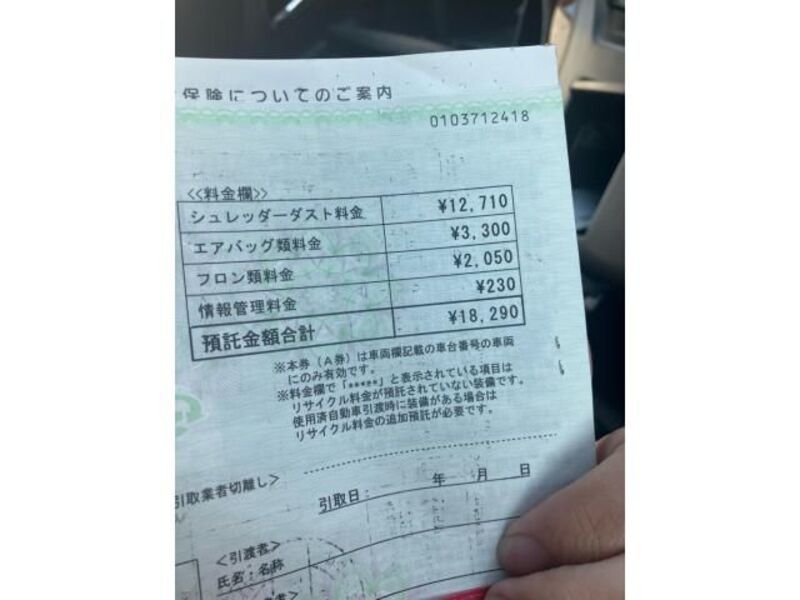 保険についてのご案内
0103712418
<<料金欄>>
シュレッダーダスト料金 ¥12,710
エアバッグ類料金 ¥3,300
フロン類料金 ¥2,050
情報管理料金 ¥230
預託金額合計 ¥18,290
※本券（A券）は車両欄記載の車台番号の車両
にのみ有効です。
※料金欄で「*****」と表示されている項目は
リサイクル料金が預託されていない装備です。
使用済自動車引渡時に装備がある場合は
リサイクル料金の追加預託が必要です。
引取業者切離し>
引取日: 年 月 日
<引渡者>
氏名:名称